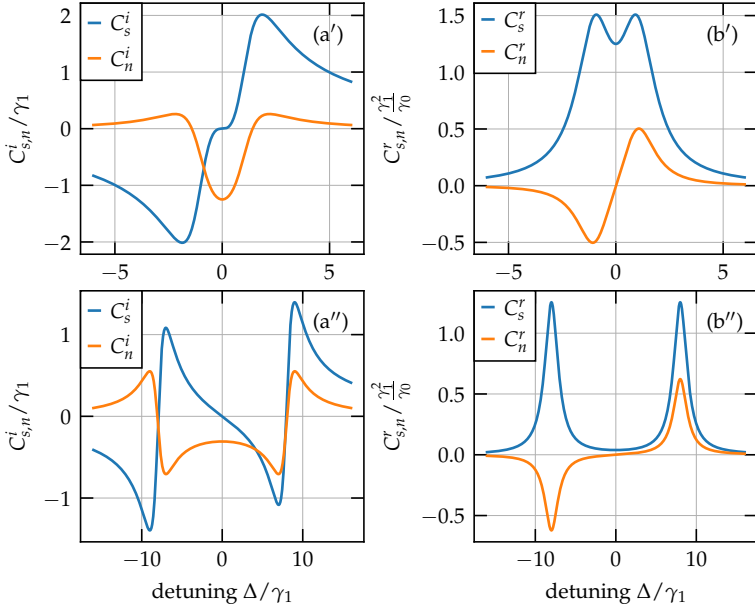 2
1
0
−1
−2
−5
0
5
C_s^i
C_n^i
(a′)
C_{s,n}^i/γ_1
1.5
1.0
0.5
0.0
−0.5
−5
0
5
C_s^r
C_n^r
(b′)
C_{s,n}^r/\frac{γ_1^2}{γ_0}
1
0
−1
−10
0
10
C_s^i
C_n^i
(a″)
C_{s,n}^i/γ_1
detuning Δ/γ_1
1.0
0.5
0.0
−0.5
−10
0
10
C_s^r
C_n^r
(b″)
C_{s,n}^r/\frac{γ_1^2}{γ_0}
detuning Δ/γ_1